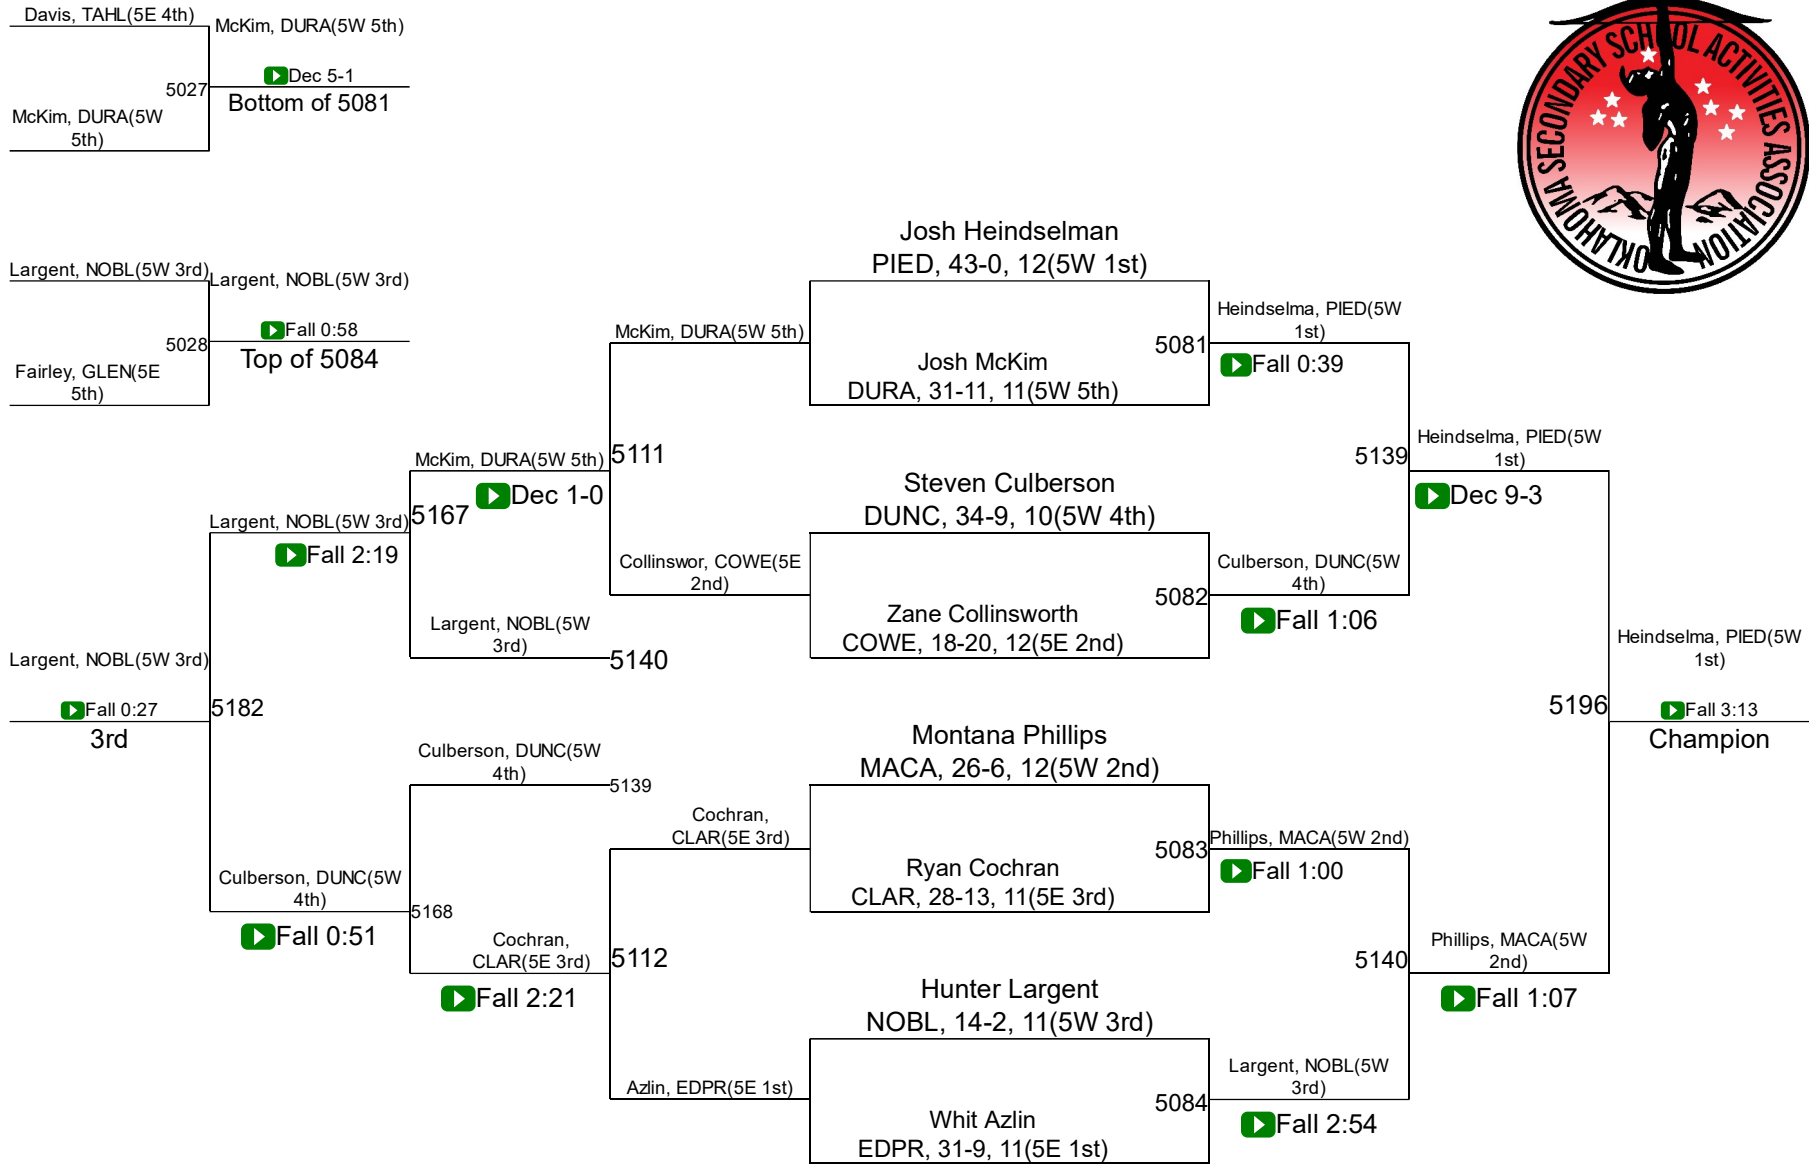 Davis, TAHL(5E 4th)
McKim, DURA(5W 5th)
5027
Dec 5-1
McKim, DURA(5W
5th)
Bottom of 5081
OKLAHOMA SECONDARY SCHOOL ACTIVITIES ASSOCIATION
Largent, NOBL(5W 3rd)
Largent, NOBL(5W 3rd)
5028
Fall 0:58
Fairley, GLEN(5E
5th)
Top of 5084
Josh Heindselman
PIED, 43-0, 12(5W 1st)
McKim, DURA(5W 5th)
Josh McKim
DURA, 31-11, 11(5W 5th)
5081
Heindselma, PIED(5W
1st)
Fall 0:39
McKim, DURA(5W 5th)
5111
Dec 1-0
Steven Culberson
DUNC, 34-9, 10(5W 4th)
5139
Heindselma, PIED(5W
1st)
Dec 9-3
Largent, NOBL(5W 3rd)
5167
Fall 2:19
Collinswor, COWE(5E
2nd)
Zane Collinsworth
COWE, 18-20, 12(5E 2nd)
5082
Culberson, DUNC(5W
4th)
Fall 1:06
Largent, NOBL(5W
3rd)
5140
Largent, NOBL(5W 3rd)
Fall 0:27
3rd
5182
Heindselma, PIED(5W
1st)
5196
Fall 3:13
Champion
Culberson, DUNC(5W
4th)
5139
Montana Phillips
MACA, 26-6, 12(5W 2nd)
Cochran,
CLAR(5E 3rd)
Ryan Cochran
CLAR, 28-13, 11(5E 3rd)
5083
Phillips, MACA(5W 2nd)
Fall 1:00
Culberson, DUNC(5W
4th)
5168
Fall 0:51
Cochran,
CLAR(5E 3rd)
5112
Fall 2:21
5140
Phillips, MACA(5W
2nd)
Fall 1:07
Hunter Largent
NOBL, 14-2, 11(5W 3rd)
Azlin, EDPR(5E 1st)
Whit Azlin
EDPR, 31-9, 11(5E 1st)
5084
Largent, NOBL(5W
3rd)
Fall 2:54